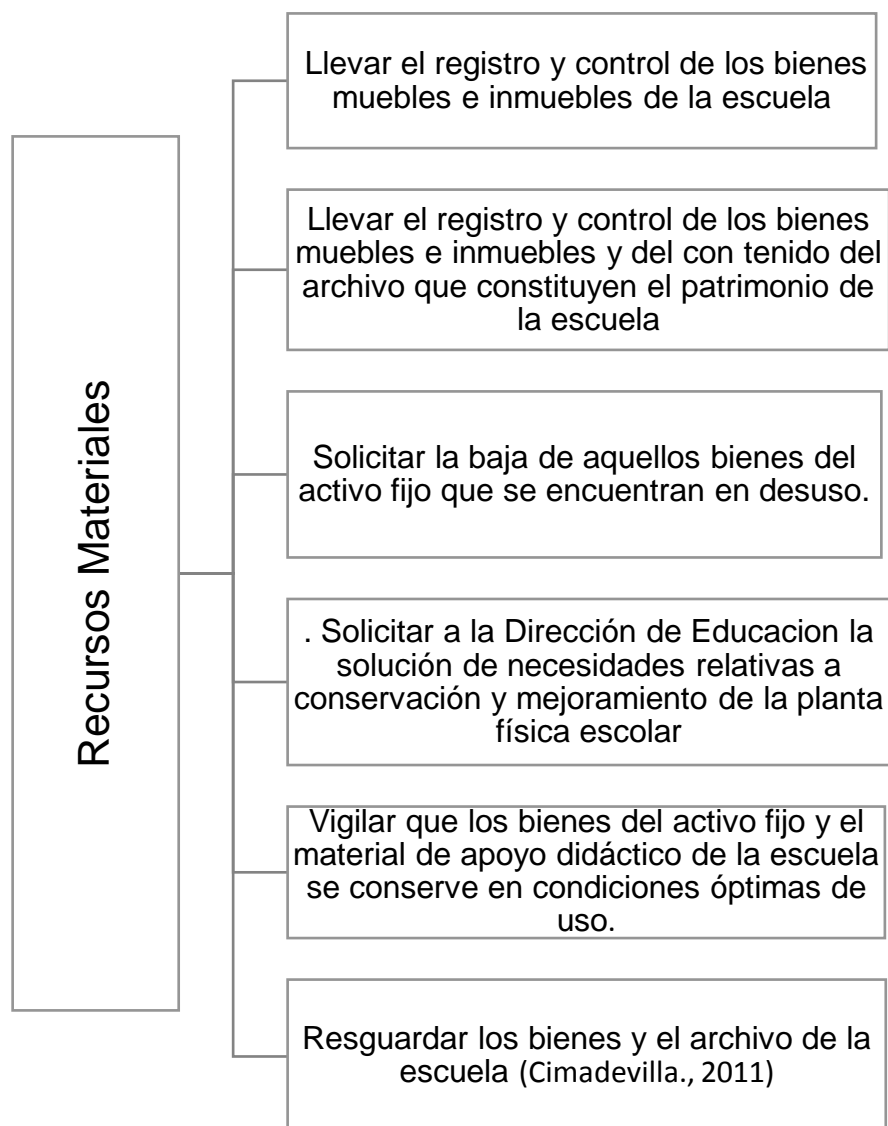 Recursos Materiales
Llevar el registro y control de los bienes
muebles e inmuebles de la escuela
Llevar el registro y control de los bienes
muebles e inmuebles y del con tenido del
archivo que constituyen el patrimonio de
la escuela
Solicitar la baja de aquellos bienes del
activo fijo que se encuentran en desuso.
. Solicitar a la Dirección de Educacion la
solución de necesidades relativas a
conservación y mejoramiento de la planta
física escolar
Vigilar que los bienes del activo fijo y el
material de apoyo didáctico de la escuela
se conserve en condiciones óptimas de
uso.
Resguardar los bienes y el archivo de la
escuela (Cimadevilla., 2011)